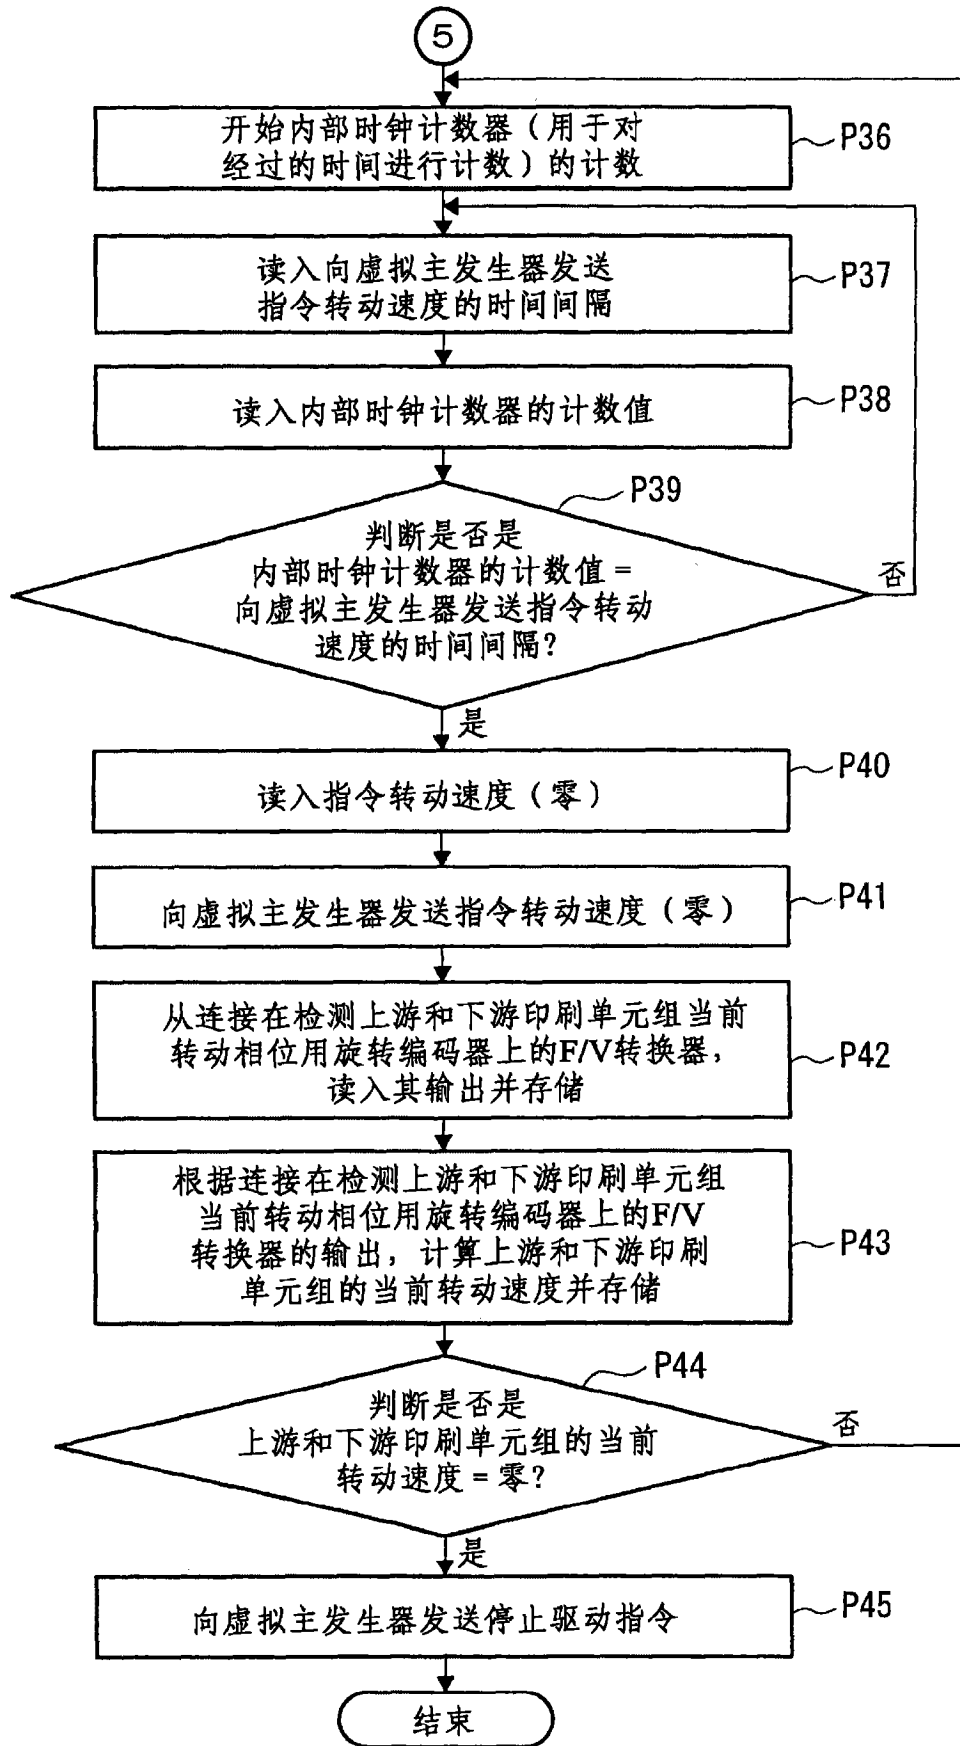 5
开始内部时钟计数器（用于对
经过的时间进行计数）的计数
P36
读入向虚拟主发生器发送
指令转动速度的时间间隔
P37
读入内部时钟计数器的计数值
P38
P39
判断是否是
内部时钟计数器的计数值=
向虚拟主发生器发送指令转动
速度的时间间隔?
否
是
读入指令转动速度（零）
P40
向虚拟主发生器发送指令转动速度（零）
P41
从连接在检测上游和下游印刷单元组当前
转动相位用旋转编码器上的F/V转换器，
读入其输出并存储
P42
根据连接在检测上游和下游印刷单元组
当前转动相位用旋转编码器上的F/V
转换器的输出，计算上游和下游印刷
单元组的当前转动速度并存储
P43
P44
判断是否是
上游和下游印刷单元组的当前
转动速度=零?
否
是
向虚拟主发生器发送停止驱动指令
P45
结束